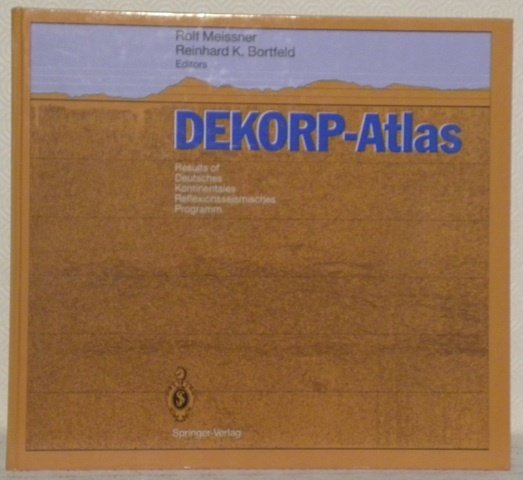 Rolf Meissner
Reinhard K. Bortfeld
Editors
DEKORP-Atlas
Results of
Deutsches
Kontinentales
Reflexionsseismisches
Programm
Springer-Verlag